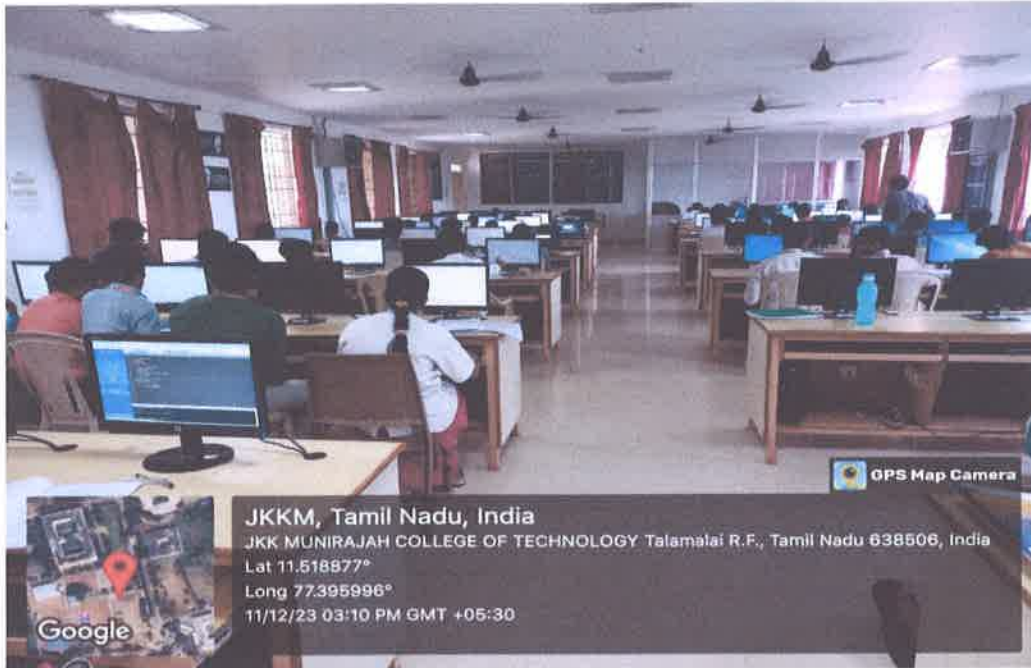 GPS Map Camera
JKKM, Tamil Nadu, India
JKK MUNIRAJAH COLLEGE OF TECHNOLOGY Talamalai R.F., Tamil Nadu 638506, India
Lat 11.518877°
Long 77.395996°
11/12/23 03:10 PM GMT +05:30
Google